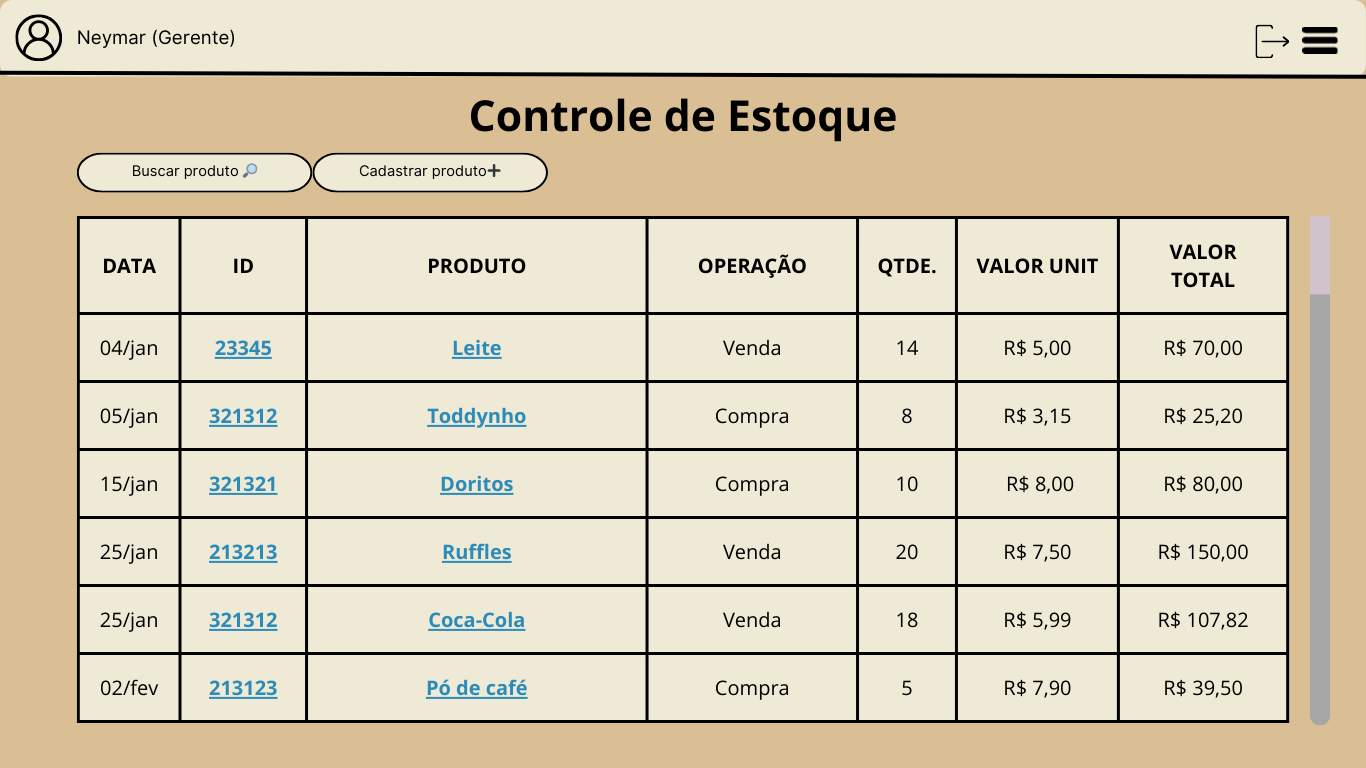 Neymar (Gerente)
Controle de Estoque
Buscar produto
Cadastrar produto
DATA ID PRODUTO OPERAÇÃO QTDE. VALOR UNIT VALOR TOTAL
04/jan 23345 Leite Venda 14 R$ 5,00 R$ 70,00
05/jan 321312 Toddynho Compra 8 R$ 3,15 R$ 25,20
15/jan 321321 Doritos Compra 10 R$ 8,00 R$ 80,00
25/jan 213213 Ruffles Venda 20 R$ 7,50 R$ 150,00
25/jan 321312 Coca-Cola Venda 18 R$ 5,99 R$ 107,82
02/fev 213123 Pó de café Compra 5 R$ 7,90 R$ 39,50